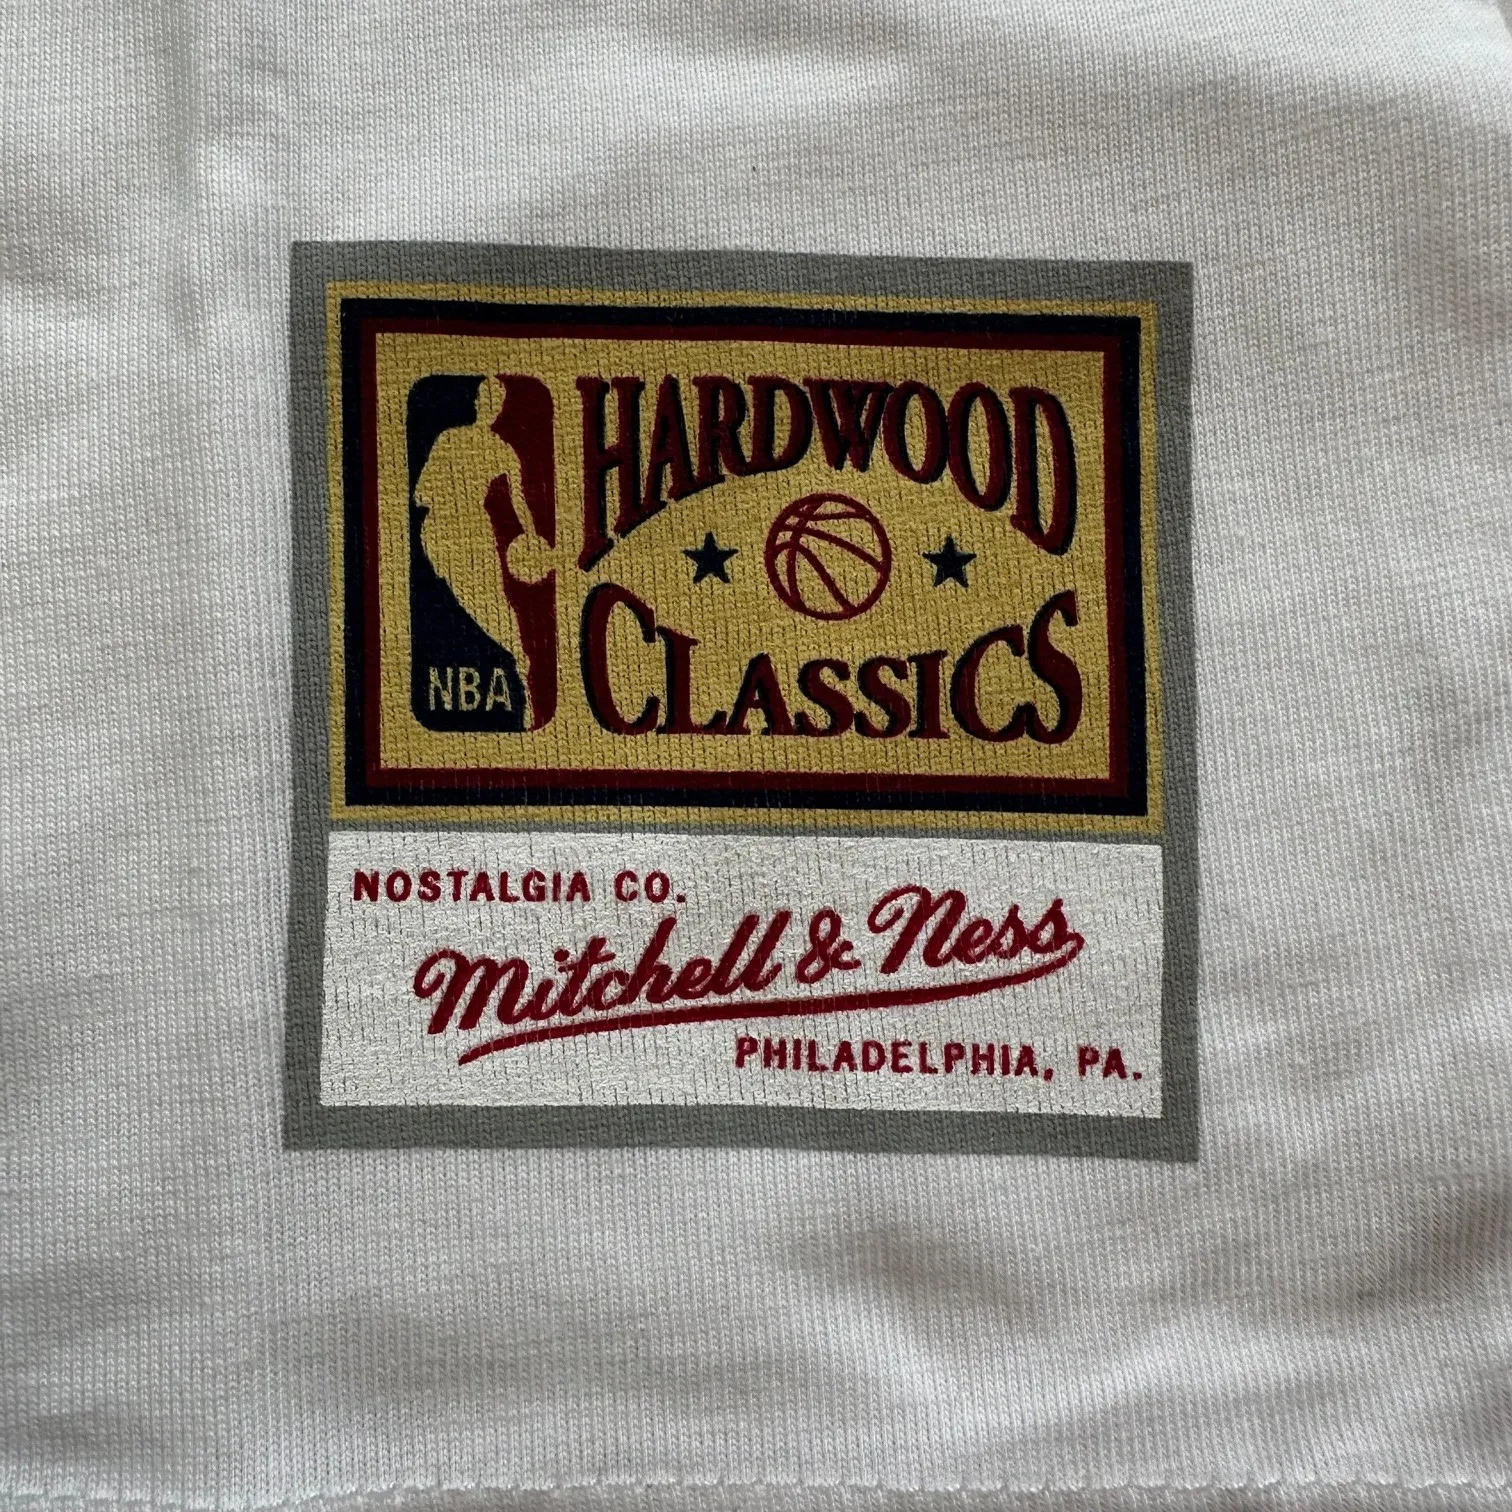 NBA
HARDWOOD
CLASSICS
NOSTALGIA CO.
Mitchell & Ness
PHILADELPHIA, PA.